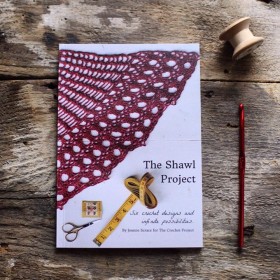 The Shawl
Project
Six crochet designs and
infinite possibilities
By Joanne Scrace for The Crochet Project